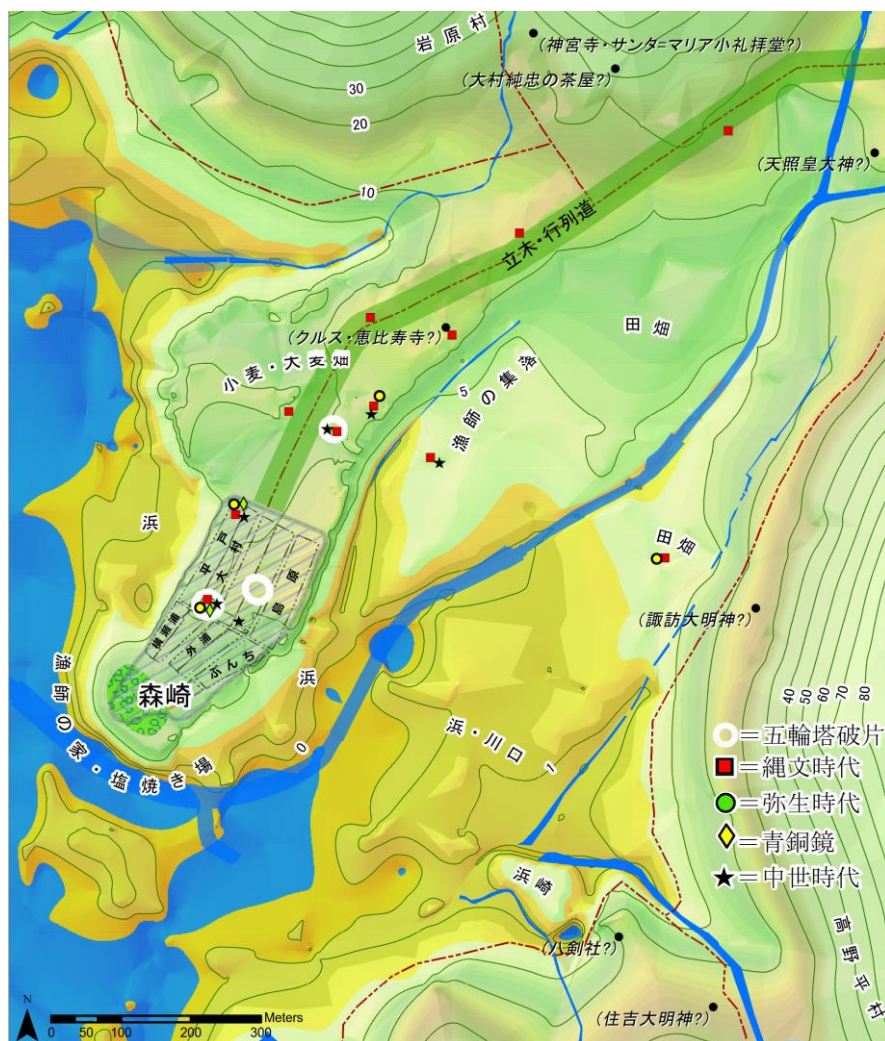 岩原村
(神宮寺・サンタ=マリア小礼拝堂?)
(大村純忠の茶屋?)
30
20
(天照皇大神?)
10
立木・行列道
(クルス・恵比寿寺?)
田畑
小麦・大麦畠
5
漁師の集落
浜
田畑
平戸村
大
島原
横瀬浦
外浦
ぶんち
(諏訪大明神?)
森崎
浜
漁師の家・塩焼き場
0
浜・川口
1
40
50
60
70
80
=五輪塔破片
=縄文時代
=弥生時代
=青銅鏡
=中世時代
浜崎
(八剣社?)
高野平村
(住吉大明神?)
N
Meters
0 50 100 200 300